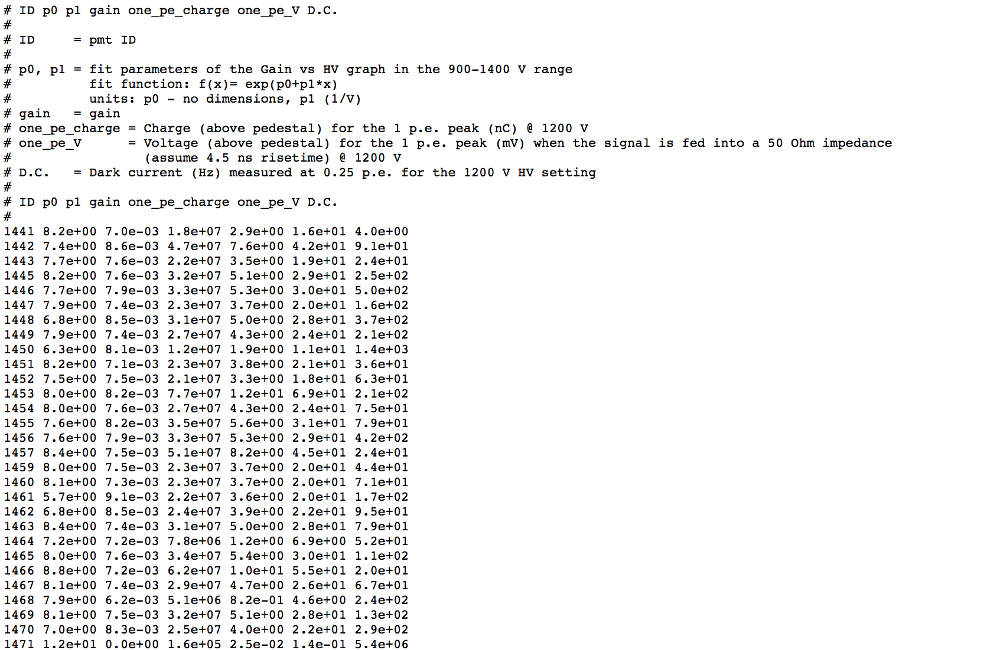 # ID p0 p1 gain one_pe_charge one_pe_V D.C.
#
# ID     = pmt ID
#
# p0, p1 = fit parameters of the Gain vs HV graph in the 900-1400 V range
#          fit function: f(x)= exp(p0+p1*x)
#          units: p0 - no dimensions, p1 (1/V)
# gain   = gain
# one_pe_charge = Charge (above pedestal) for the 1 p.e. peak (nC) @ 1200 V
# one_pe_V      = Voltage (above pedestal) for the 1 p.e. peak (mV) when the signal is fed into a 50 Ohm impedance
#                 (assume 4.5 ns risetime) @ 1200 V
# D.C.   = Dark current (Hz) measured at 0.25 p.e. for the 1200 V HV setting
#
# ID p0 p1 gain one_pe_charge one_pe_V D.C.
#
1441 8.2e+00 7.0e-03 1.8e+07 2.9e+00 1.6e+01 4.0e+00
1442 7.4e+00 8.6e-03 4.7e+07 7.6e+00 4.2e+01 9.1e+01
1443 7.7e+00 7.6e-03 2.2e+07 3.5e+00 1.9e+01 2.4e+01
1445 8.2e+00 7.6e-03 3.2e+07 5.1e+00 2.9e+01 2.5e+02
1446 7.7e+00 7.9e-03 3.3e+07 5.3e+00 3.0e+01 5.0e+02
1447 7.9e+00 7.4e-03 2.3e+07 3.7e+00 2.0e+01 1.6e+02
1448 6.8e+00 8.5e-03 3.1e+07 5.0e+00 2.8e+01 3.7e+02
1449 7.9e+00 7.4e-03 2.7e+07 4.3e+00 2.4e+01 2.1e+02
1450 6.3e+00 8.1e-03 1.2e+07 1.9e+00 1.1e+01 1.4e+03
1451 8.2e+00 7.1e-03 2.3e+07 3.8e+00 2.1e+01 3.6e+01
1452 7.5e+00 7.5e-03 2.1e+07 3.3e+00 1.8e+01 6.3e+01
1453 8.0e+00 8.2e-03 7.7e+07 1.2e+01 6.9e+01 2.1e+02
1454 8.0e+00 7.6e-03 2.7e+07 4.3e+00 2.4e+01 7.5e+01
1455 7.6e+00 8.2e-03 3.5e+07 5.6e+00 3.1e+01 7.9e+01
1456 7.6e+00 7.9e-03 3.3e+07 5.3e+00 2.9e+01 4.2e+02
1457 8.4e+00 7.5e-03 5.1e+07 8.2e+00 4.5e+01 2.4e+01
1459 8.0e+00 7.5e-03 2.3e+07 3.7e+00 2.0e+01 4.4e+01
1460 8.1e+00 7.3e-03 2.3e+07 3.7e+00 2.0e+01 7.1e+01
1461 5.7e+00 9.1e-03 2.2e+07 3.6e+00 2.0e+01 1.7e+02
1462 6.8e+00 8.5e-03 2.4e+07 3.9e+00 2.2e+01 9.5e+01
1463 8.4e+00 7.4e-03 3.1e+07 5.0e+00 2.8e+01 7.9e+01
1464 7.2e+00 7.2e-03 7.8e+06 1.2e+00 6.9e+00 5.2e+01
1465 8.0e+00 7.6e-03 3.4e+07 5.4e+00 3.0e+01 1.1e+02
1466 8.8e+00 7.2e-03 6.2e+07 1.0e+01 5.5e+01 2.0e+01
1467 8.1e+00 7.4e-03 2.9e+07 4.7e+00 2.6e+01 6.7e+01
1468 7.9e+00 6.2e-03 5.1e+06 8.2e-01 4.6e+00 2.4e+02
1469 8.1e+00 7.5e-03 3.2e+07 5.1e+00 2.8e+01 1.3e+02
1470 7.0e+00 8.3e-03 2.5e+07 4.0e+00 2.2e+01 2.9e+02
1471 1.2e+01 0.0e+00 1.6e+05 2.5e-02 1.4e-01 5.4e+06